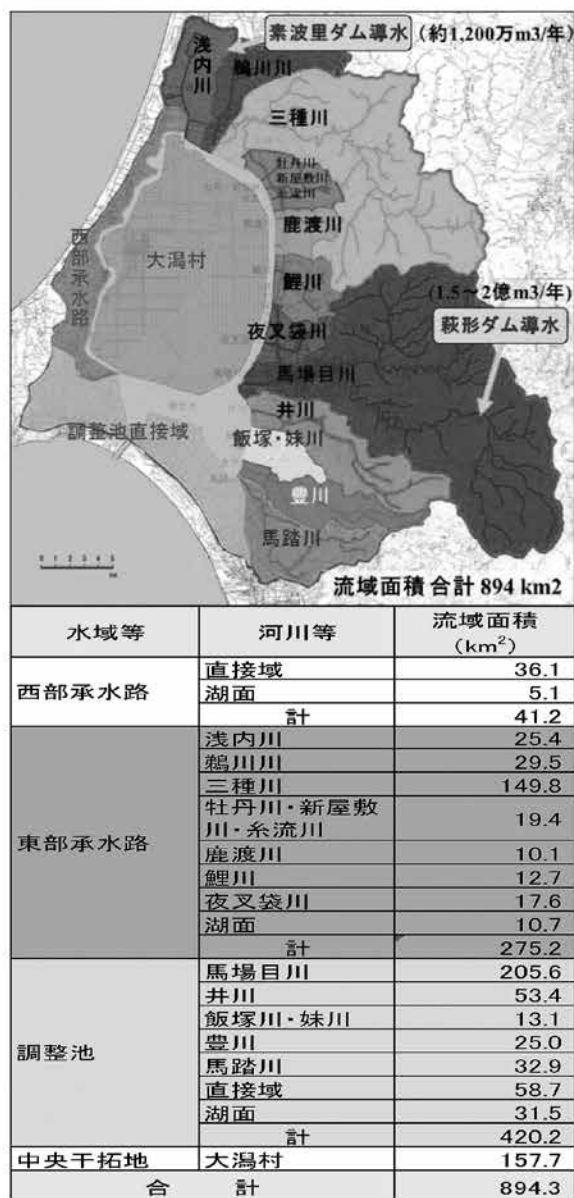 素波里ダム導水 (約1,200万m3/年)
浅内川
鵜川川
三種川
牡丹川・
新屋敷川・
糸流川
鹿渡川
西部承水路
大潟村
鯉川
(1.5～2億m3/年)
萩形ダム導水
夜叉袋川
馬場目川
井川
調整池直接域
飯塚・妹川
豊川
馬踏川
0 1 2 3 4 5
流域面積 合計 894 km2
水域等 河川等 流域面積
(km²)
西部承水路
直接域 36.1
湖面 5.1
計 41.2
東部承水路
浅内川 25.4
鵜川川 29.5
三種川 149.8
牡丹川・新屋敷
川・糸流川 19.4
鹿渡川 10.1
鯉川 12.7
夜叉袋川 17.6
湖面 10.7
計 275.2
調整池
馬場目川 205.6
井川 53.4
飯塚川・妹川 13.1
豊川 25.0
馬踏川 32.9
直接域 58.7
湖面 31.5
計 420.2
中央干拓地 大潟村 157.7
合計 894.3